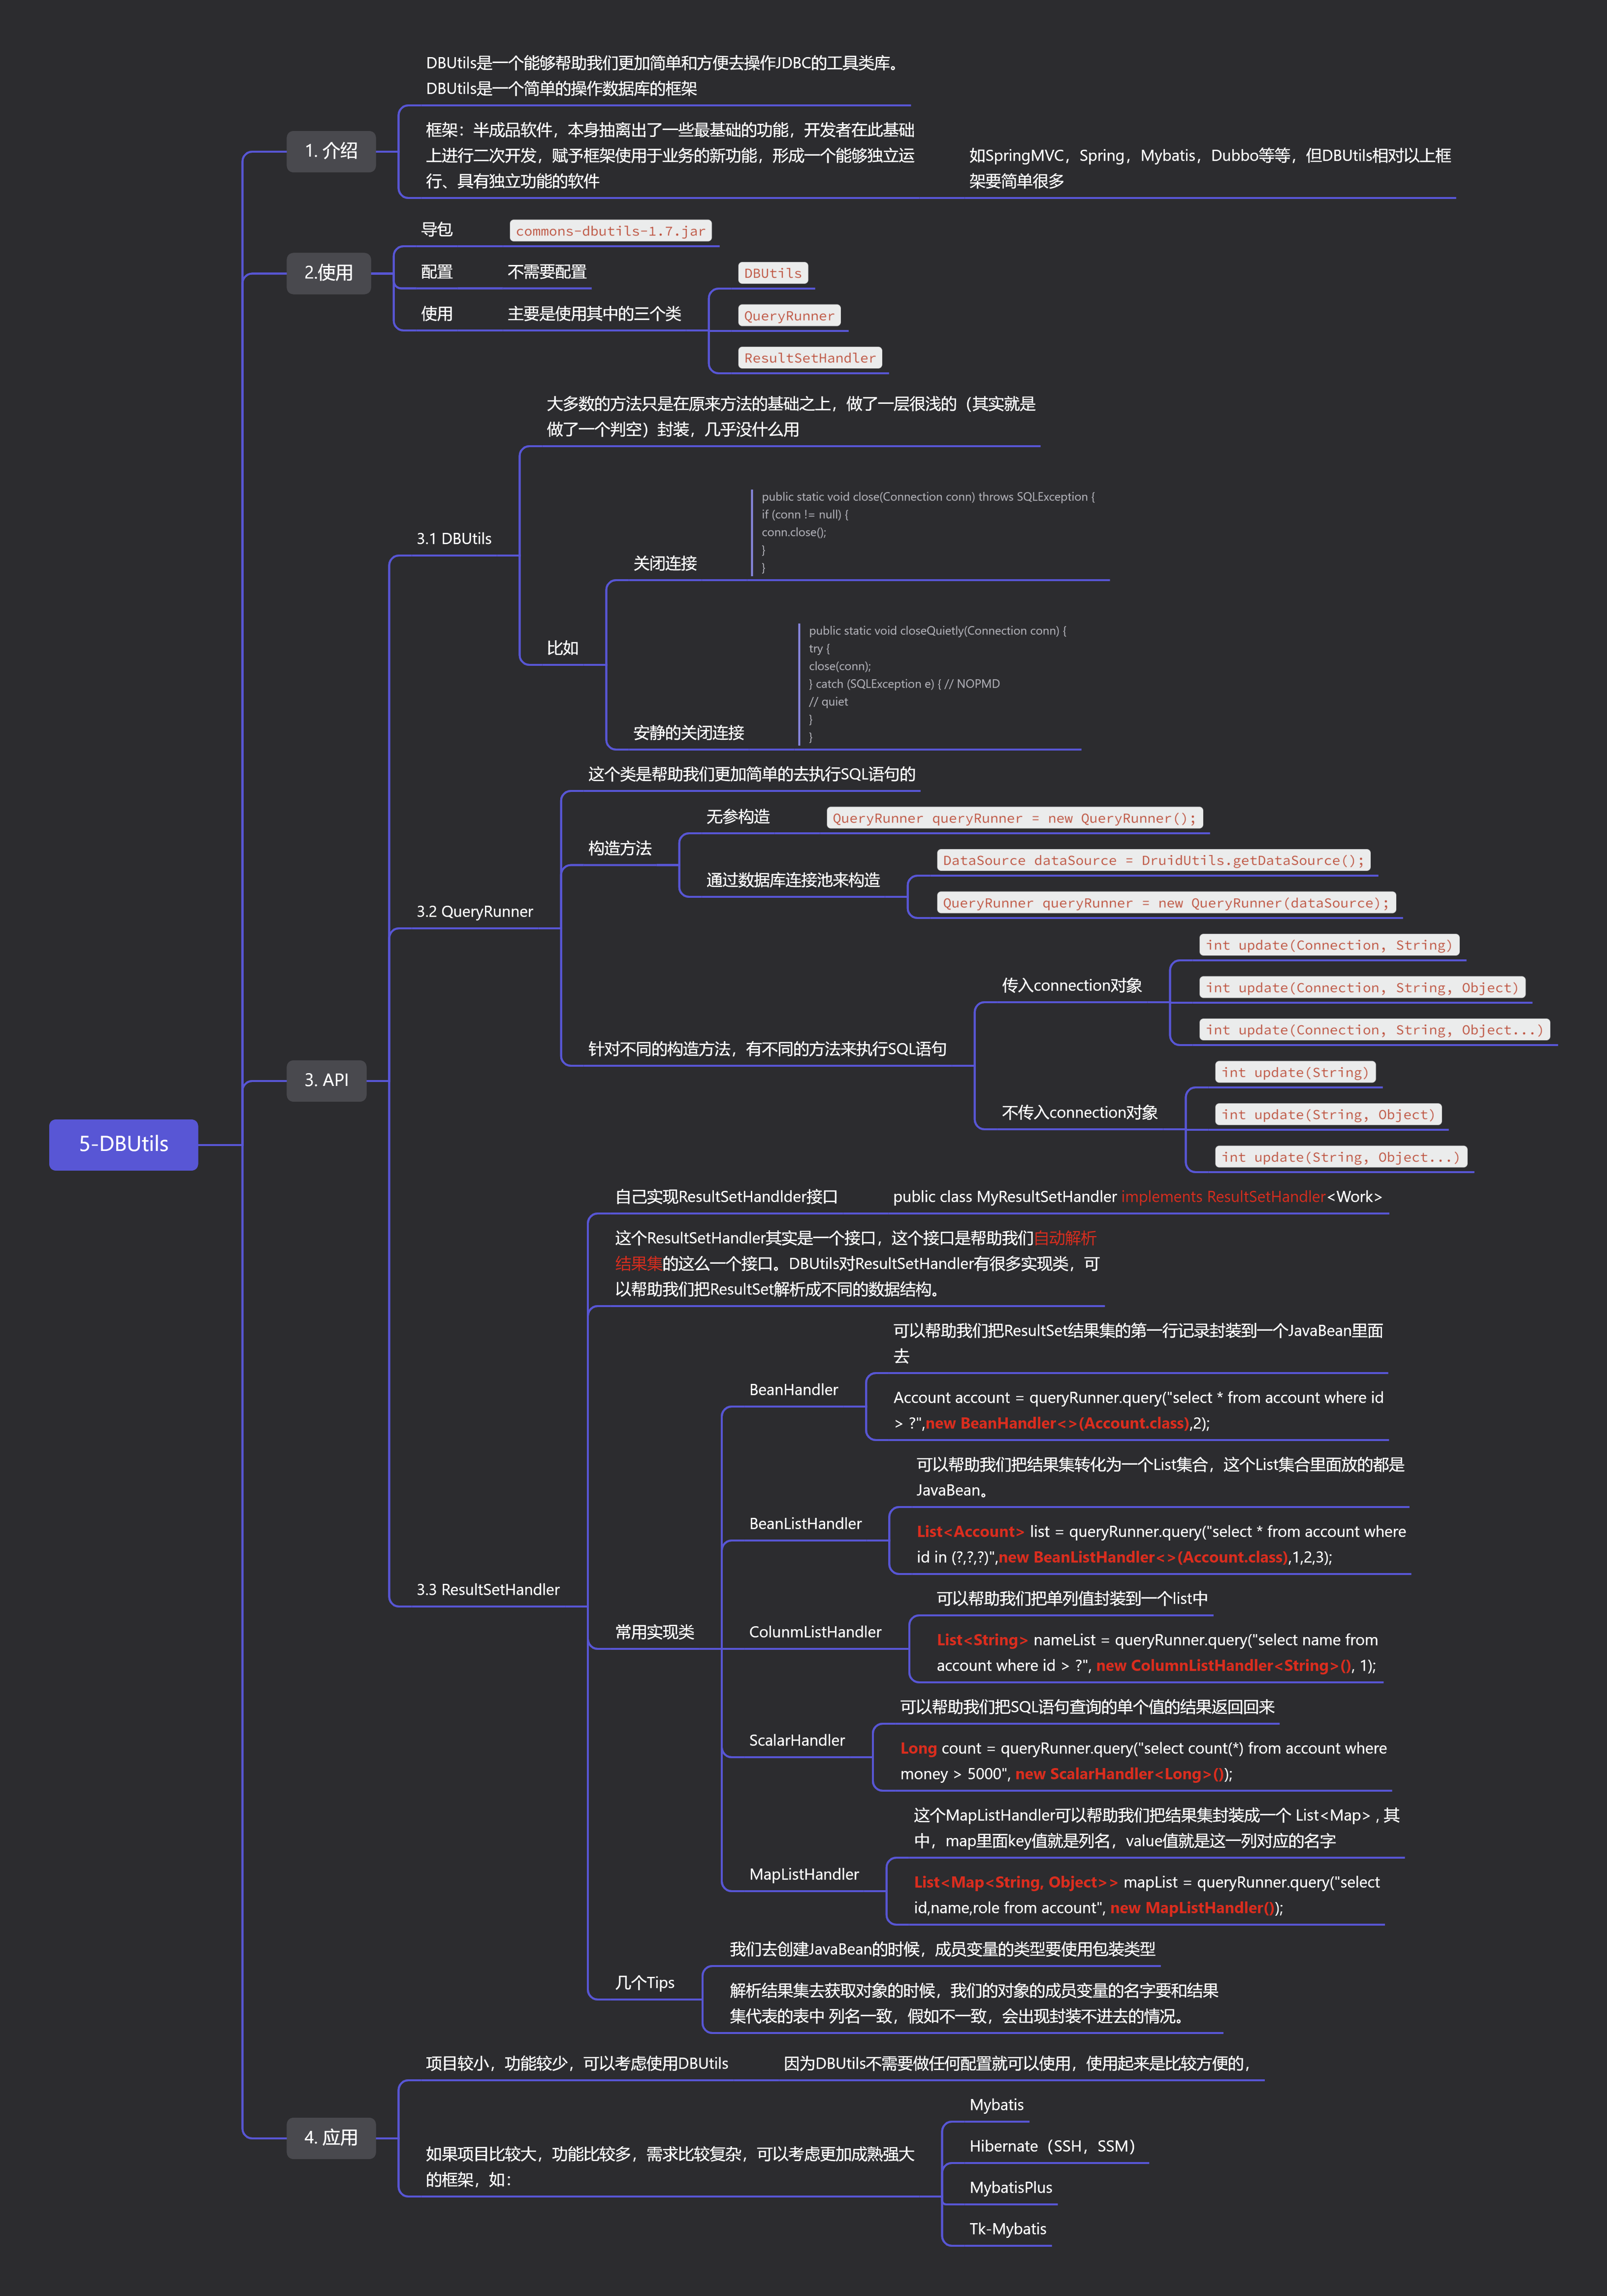 5-DBUtils
1. 介绍
DBUtils是一个能够帮助我们更加简单和方便去操作JDBC的工具类库。
DBUtils是一个简单的操作数据库的框架
框架：半成品软件，本身抽离出了一些最基础的功能，开发者在此基础
上进行二次开发，赋予框架使用于业务的新功能，形成一个能够独立运
行、具有独立功能的软件
如SpringMVC，Spring，Mybatis，Dubbo等等，但DBUtils相对以上框
架要简单很多
2.使用
导包
commons-dbutils-1.7.jar
配置
不需要配置
使用
主要是使用其中的三个类
DBUtils
QueryRunner
ResultSetHandler
3. API
3.1 DBUtils
大多数的方法只是在原来方法的基础之上，做了一层很浅的（其实就是
做了一个判空）封装，几乎没什么用
比如
关闭连接
public static void close(Connection conn) throws SQLException {
if (conn != null) {
conn.close();
}
}
安静的关闭连接
public static void closeQuietly(Connection conn) {
try {
close(conn);
} catch (SQLException e) { // NOPMD
// quiet
}
}
3.2 QueryRunner
这个类是帮助我们更加简单的去执行SQL语句的
构造方法
无参构造
QueryRunner queryRunner = new QueryRunner();
通过数据库连接池来构造
DataSource dataSource = DruidUtils.getDataSource();
QueryRunner queryRunner = new QueryRunner(dataSource);
针对不同的构造方法，有不同的方法来执行SQL语句
传入connection对象
int update(Connection, String)
int update(Connection, String, Object)
int update(Connection, String, Object...)
不传入connection对象
int update(String)
int update(String, Object)
int update(String, Object...)
3.3 ResultSetHandler
自己实现ResultSetHandlder接口
public class MyResultSetHandler implements ResultSetHandler<Work>
这个ResultSetHandler其实是一个接口，这个接口是帮助我们自动解析
结果集的这么一个接口。DBUtils对ResultSetHandler有很多实现类，可
以帮助我们把ResultSet解析成不同的数据结构。
常用实现类
BeanHandler
可以帮助我们把ResultSet结果集的第一行记录封装到一个JavaBean里面
去
Account account = queryRunner.query("select * from account where id
> ?",new BeanHandler<>(Account.class),2);
BeanListHandler
可以帮助我们把结果集转化为一个List集合，这个List集合里面放的都是
JavaBean。
List<Account> list = queryRunner.query("select * from account where
id in (?,?,?)",new BeanListHandler<>(Account.class),1,2,3);
ColunmListHandler
可以帮助我们把单列值封装到一个list中
List<String> nameList = queryRunner.query("select name from
account where id > ?", new ColumnListHandler<String>(), 1);
ScalarHandler
可以帮助我们把SQL语句查询的单个值的结果返回回来
Long count = queryRunner.query("select count(*) from account where
money > 5000", new ScalarHandler<Long>());
MapListHandler
这个MapListHandler可以帮助我们把结果集封装成一个 List<Map> , 其
中，map里面key值就是列名，value值就是这一列对应的名字
List<Map<String, Object>> mapList = queryRunner.query("select
id,name,role from account", new MapListHandler());
几个Tips
我们去创建JavaBean的时候，成员变量的类型要使用包装类型
解析结果集去获取对象的时候，我们的对象的成员变量的名字要和结果
集代表的表中 列名一致，假如不一致，会出现封装不进去的情况。
4. 应用
项目较小，功能较少，可以考虑使用DBUtils
因为DBUtils不需要做任何配置就可以使用，使用起来是比较方便的，
如果项目比较大，功能比较多，需求比较复杂，可以考虑更加成熟强大
的框架，如：
Mybatis
Hibernate（SSH，SSM）
MybatisPlus
Tk-Mybatis